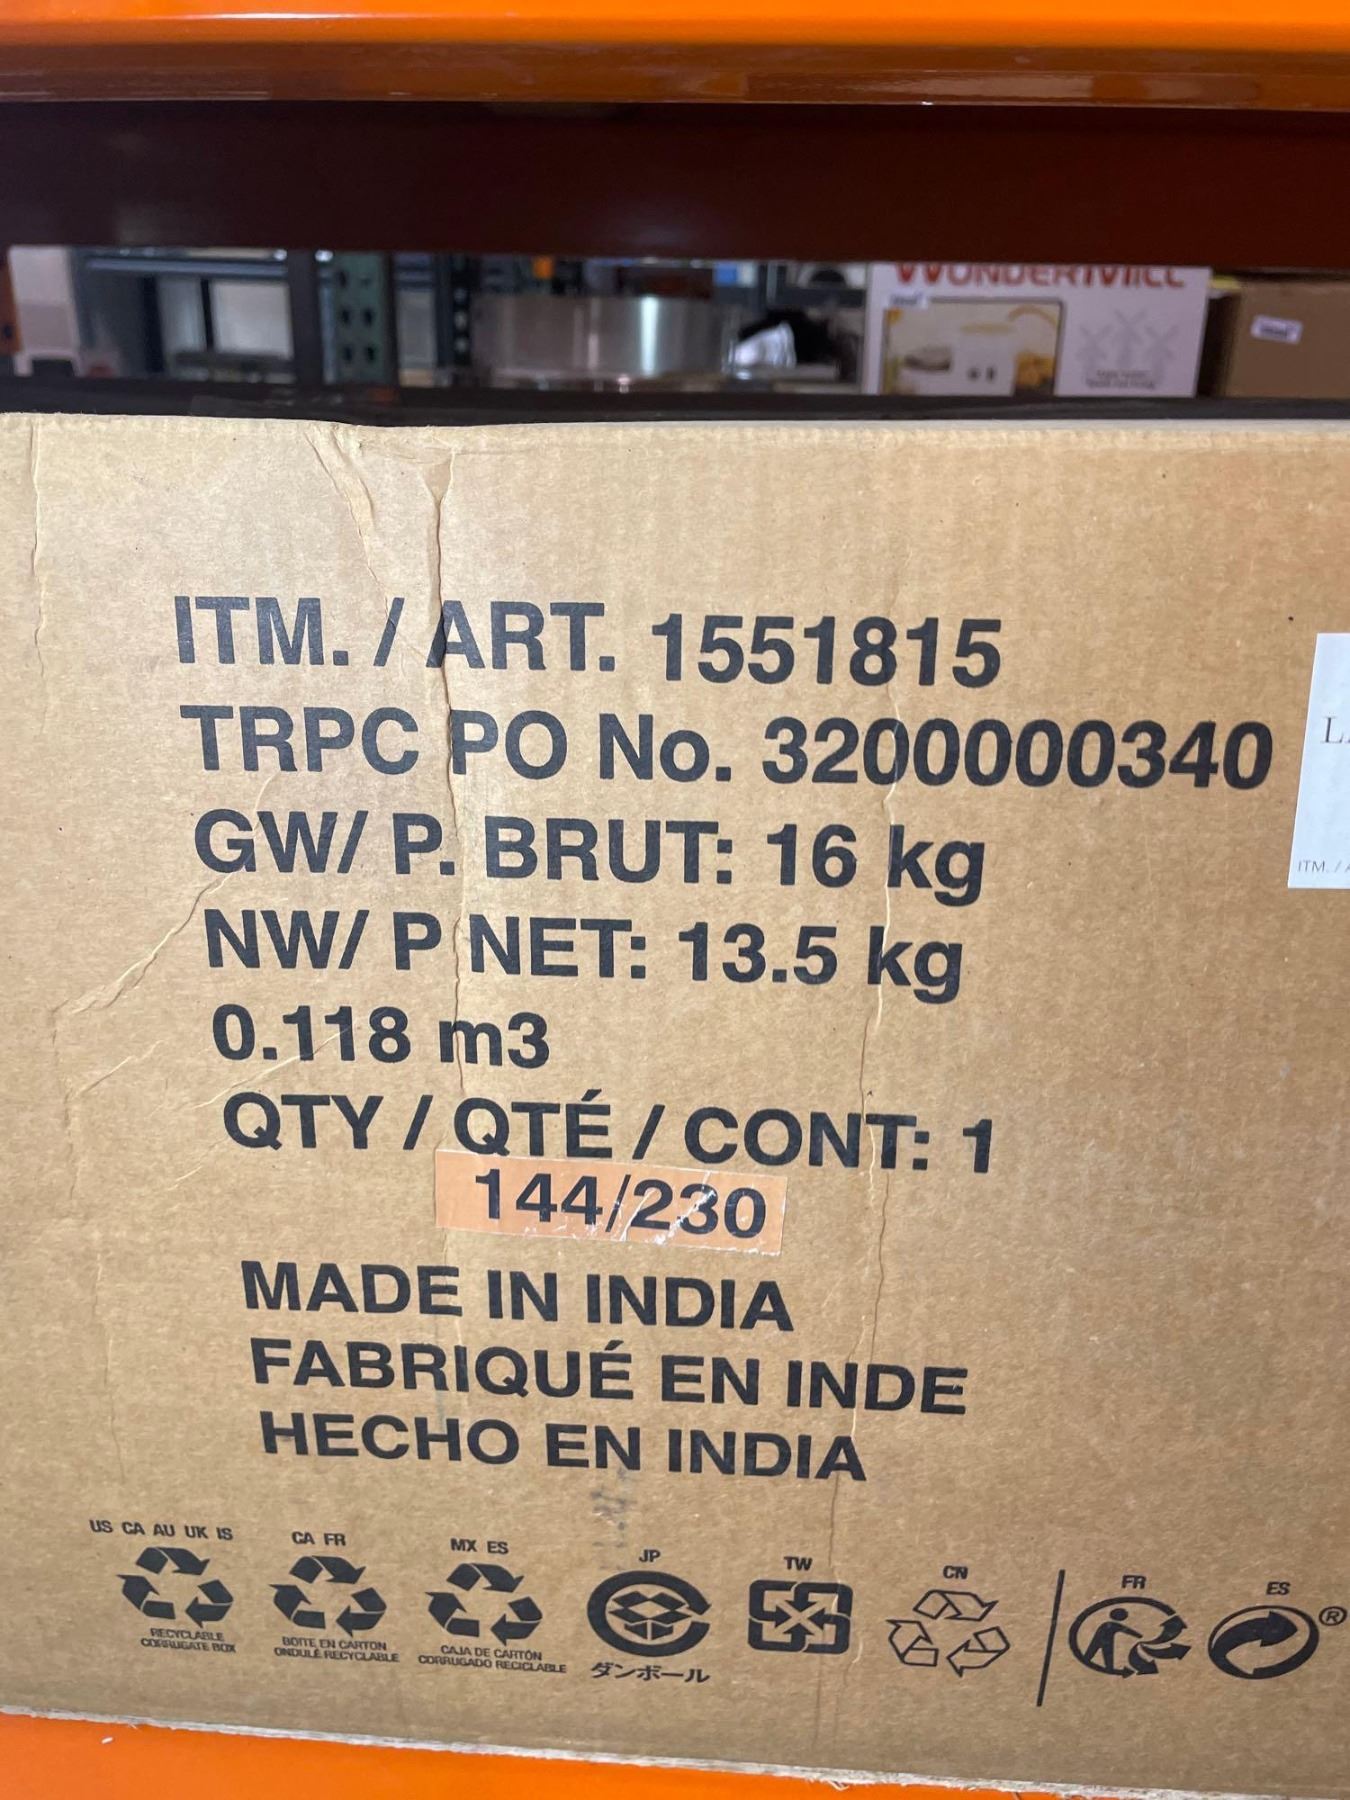 WONDERMILL
ITM. / ART. 1551815
TRPC PO No. 3200000340
GW/ P. BRUT: 16 kg
NW/ P NET: 13.5 kg
0.118 m3
QTY / QTÉ / CONT: 1
144/230
MADE IN INDIA
FABRIQUÉ EN INDE
HECHO EN INDIA
ITM. /
US CA AU UK IS
RECYCLABLE
CORRUGATE BOX
CA FR
BOITE EN CARTON
ONDULÉ RECYCLABLE
MX ES
CAJA DE CARTÓN
CORRUGADO RECICLABLE
JP
ダンボール
TW
CN
FR
ES
®